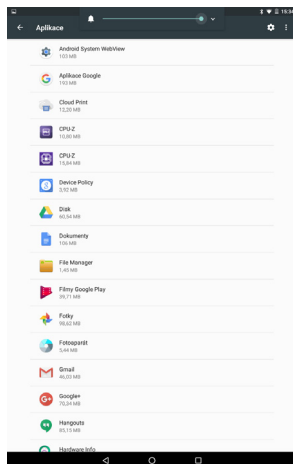 15:34
Aplikace
Android System WebView
103 MB
Aplikace Google
193 MB
Cloud Print
12,20 MB
CPU-Z
10,80 MB
CPU-Z
15,84 MB
Device Policy
3,92 MB
Disk
60,54 MB
Dokumenty
106 MB
File Manager
1,45 MB
Filmy Google Play
39,71 MB
Fotky
98,62 MB
Fotoaparát
5,44 MB
Gmail
46,03 MB
Google+
70,34 MB
Hangouts
85,15 MB
Hardware Info